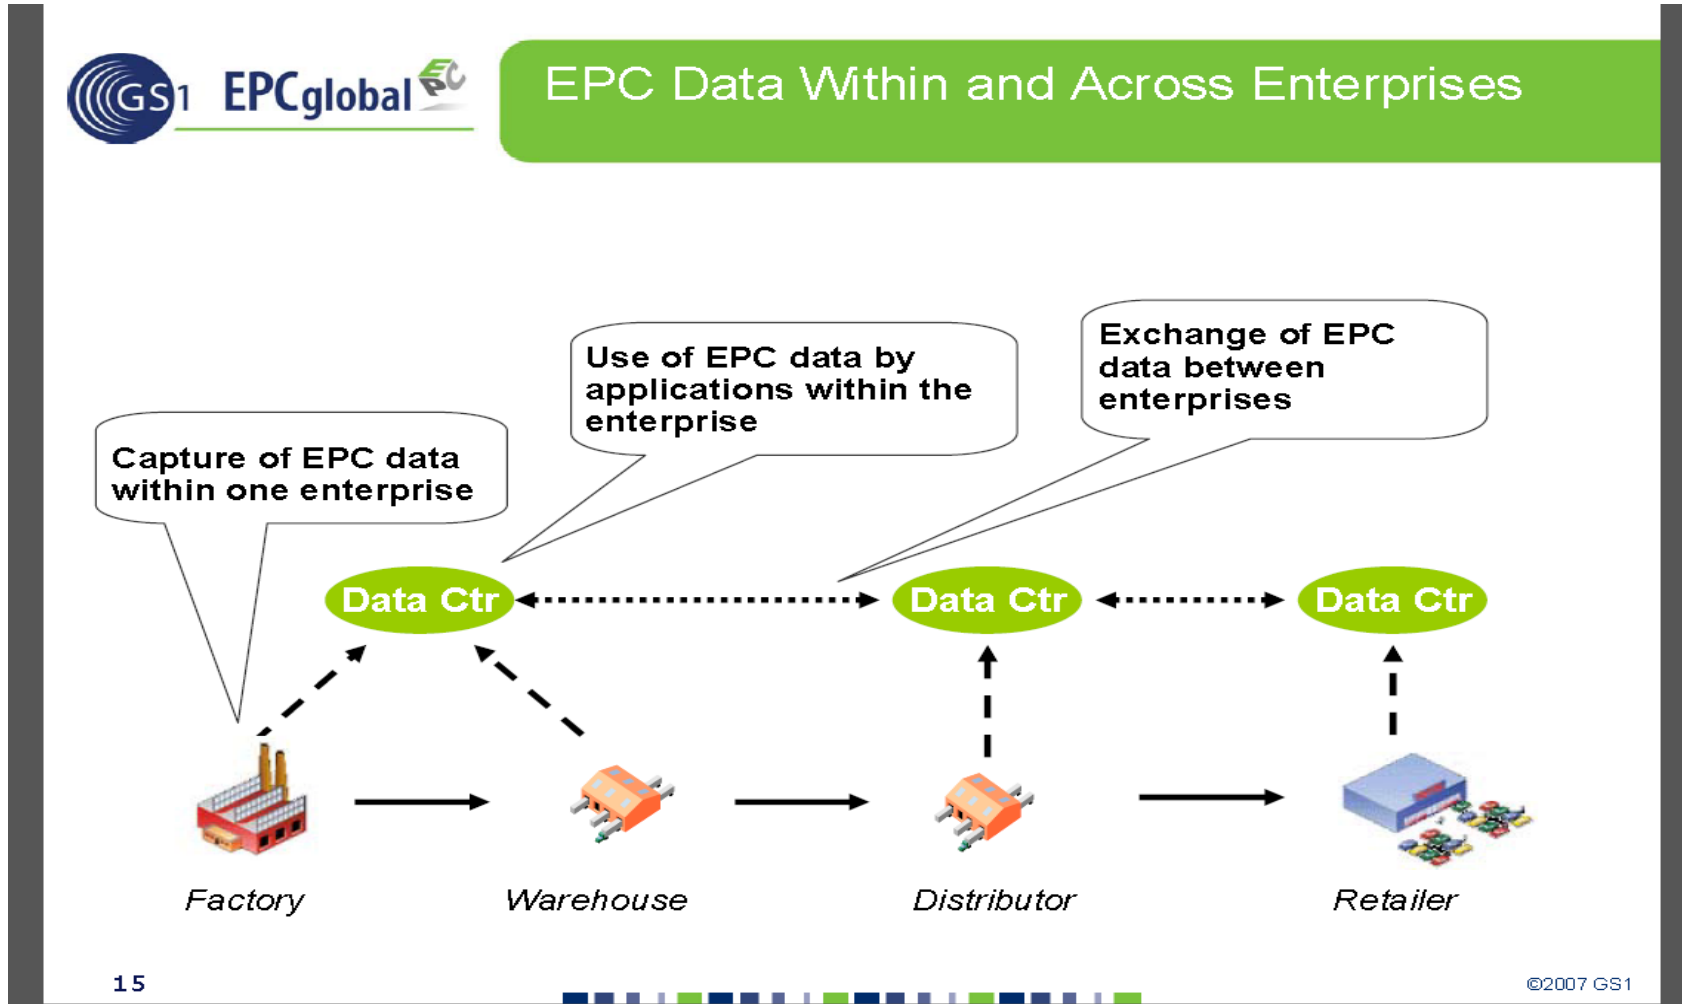 GS1 EPCglobal EPC
EPC Data Within and Across Enterprises
Exchange of EPC
data between
enterprises
Use of EPC data by
applications within the
enterprise
Capture of EPC data
within one enterprise
Data Ctr
Data Ctr
Data Ctr
Factory
Warehouse
Distributor
Retailer
15
©2007 GS1